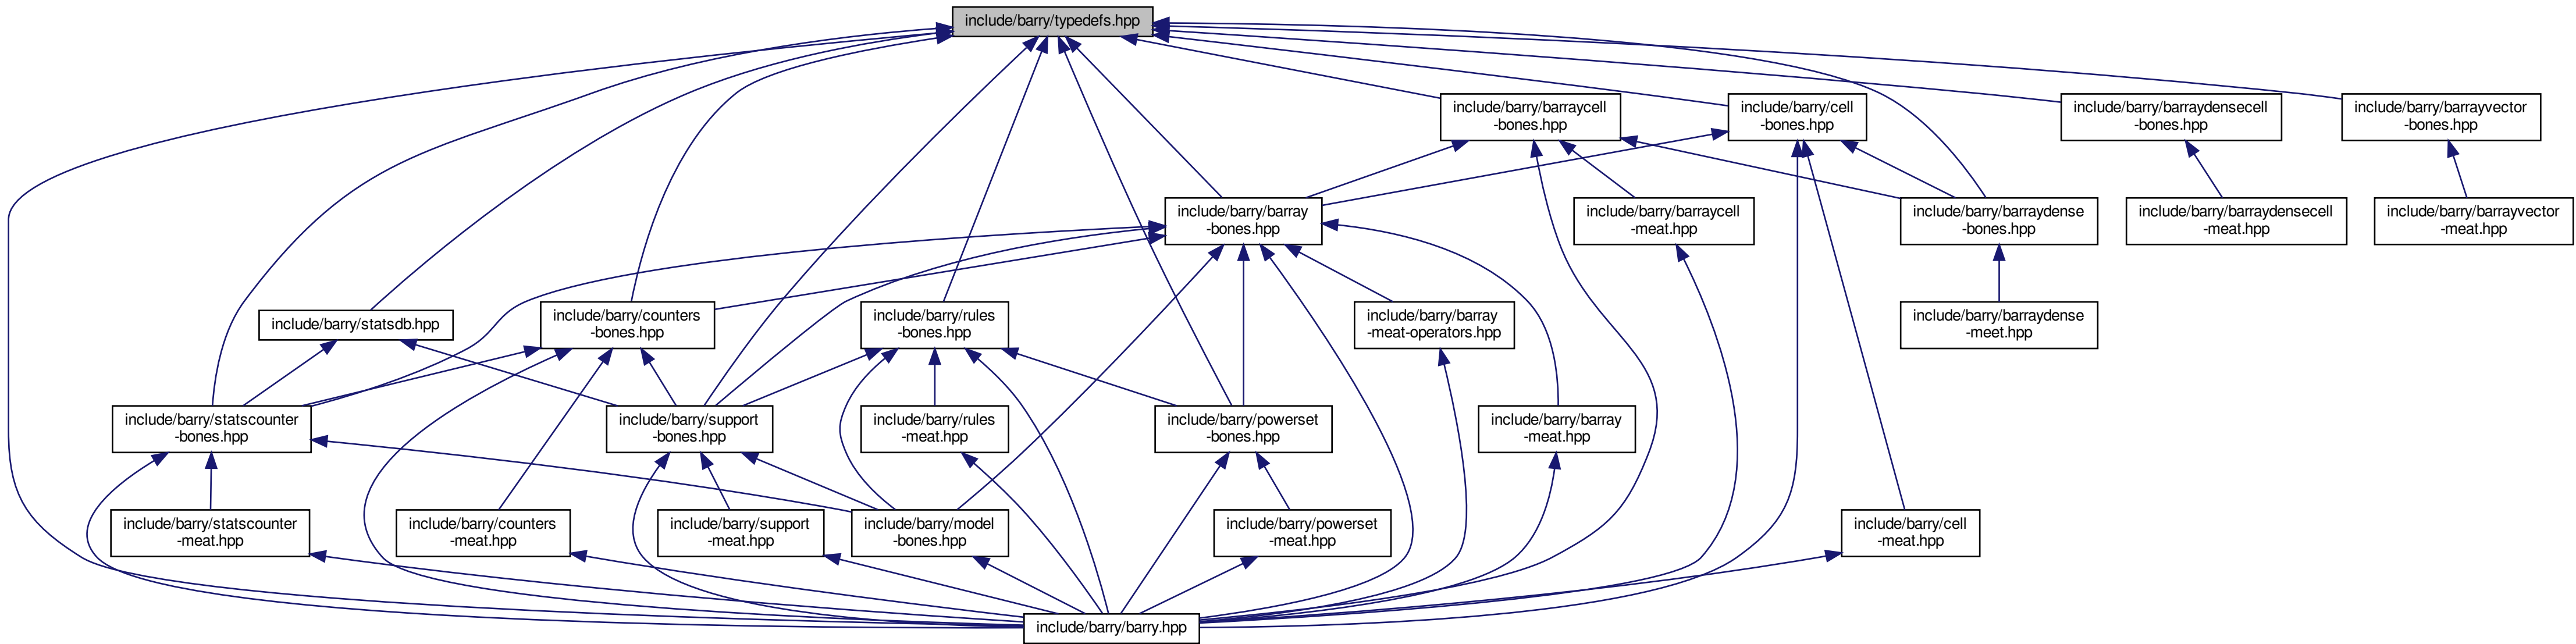 include/barry/typedefs.hpp
include/barry/barraycell
-bones.hpp
include/barry/cell
-bones.hpp
include/barry/barraydensecell
-bones.hpp
include/barry/barrayvector
-bones.hpp
include/barry/barray
-bones.hpp
include/barry/barraycell
-meat.hpp
include/barry/barraydense
-bones.hpp
include/barry/barraydensecell
-meat.hpp
include/barry/barrayvector
-meat.hpp
include/barry/statsdb.hpp
include/barry/counters
-bones.hpp
include/barry/rules
-bones.hpp
include/barry/barray
-meat-operators.hpp
include/barry/barraydense
-meet.hpp
include/barry/statscounter
-bones.hpp
include/barry/support
-bones.hpp
include/barry/rules
-meat.hpp
include/barry/powerset
-bones.hpp
include/barry/barray
-meat.hpp
include/barry/statscounter
-meat.hpp
include/barry/counters
-meat.hpp
include/barry/support
-meat.hpp
include/barry/model
-bones.hpp
include/barry/powerset
-meat.hpp
include/barry/cell
-meat.hpp
include/barry/barry.hpp